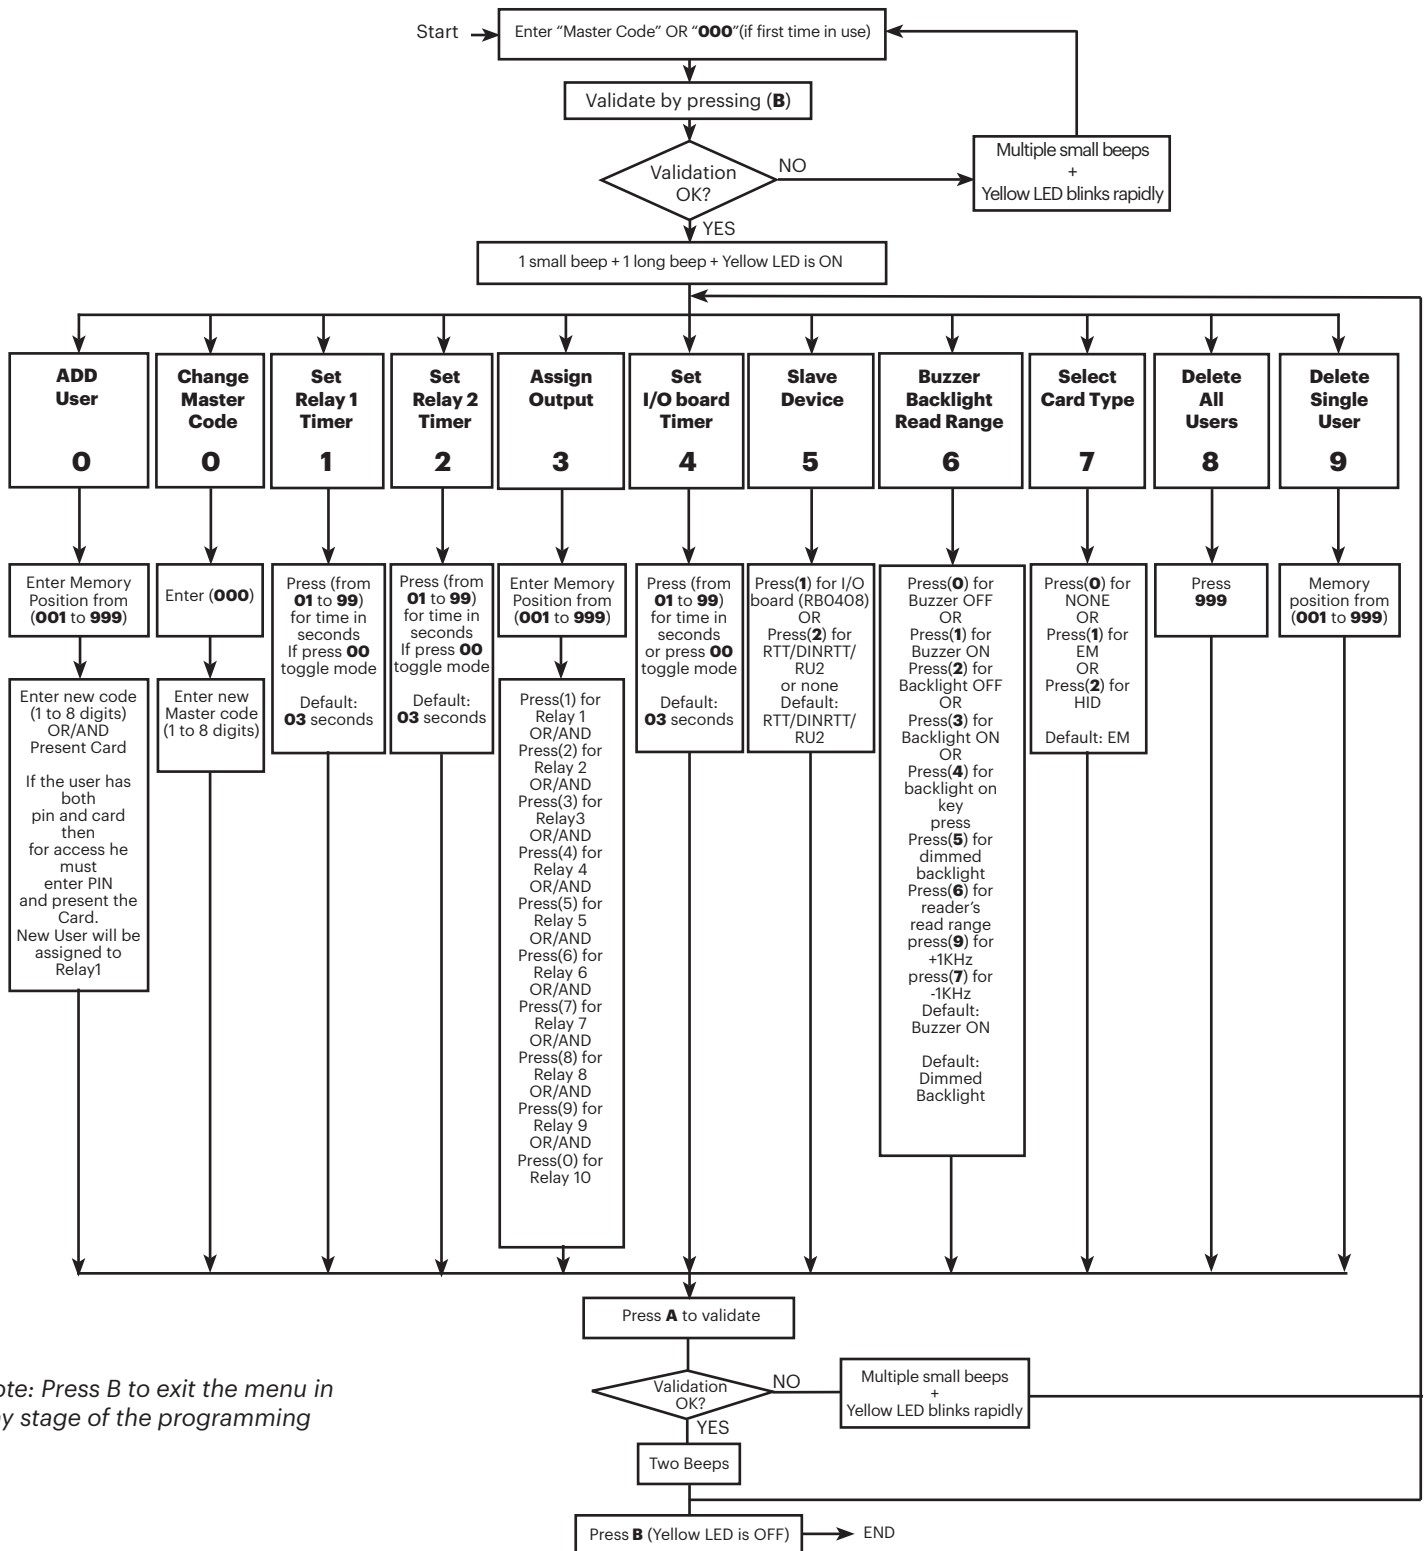 Start
Enter “Master Code” OR “000”(if first time in use)
Validate by pressing (B)
Validation
OK?
NO
Multiple small beeps
+
Yellow LED blinks rapidly
YES
1 small beep + 1 long beep + Yellow LED is ON
ADD
User
0
Change
Master
Code
0
Set
Relay 1
Timer
1
Set
Relay 2
Timer
2
Assign
Output
3
Set
I/O board
Timer
4
Slave
Device
5
Buzzer
Backlight
Read Range
6
Select
Card Type
7
Delete
All
Users
8
Delete
Single
User
9
Enter Memory
Position from
(001 to 999)
Enter new code
(1 to 8 digits)
OR/AND
Present Card
If the user has
both
pin and card
then
for access he
must
enter PIN
and present the
Card.
New User will be
assigned to
Relay1
Enter (000)
Enter new
Master code
(1 to 8 digits)
Press (from
01 to 99)
for time in
seconds
If press 00
toggle mode
Default:
03 seconds
Press (from
01 to 99)
for time in
seconds
If press 00
toggle mode
Default:
03 seconds
Enter Memory
Position from
(001 to 999)
Press(1) for
Relay 1
OR/AND
Press(2) for
Relay 2
OR/AND
Press(3) for
Relay3
OR/AND
Press(4) for
Relay 4
OR/AND
Press(5) for
Relay 5
OR/AND
Press(6) for
Relay 6
OR/AND
Press(7) for
Relay 7
OR/AND
Press(8) for
Relay 8
OR/AND
Press(9) for
Relay 9
OR/AND
Press(0) for
Relay 10
Press (from
01 to 99)
for time in
seconds
or press 00
toggle mode
Default:
03 seconds
Press(1) for I/O
board (RB0408)
OR
Press(2) for
RTT/DINRTT/
RU2
or none
Default:
RTT/DINRTT/
RU2
Press(0) for
Buzzer OFF
OR
Press(1) for
Buzzer ON
Press(2) for
Backlight OFF
OR
Press(3) for
Backlight ON
OR
Press(4) for
backlight on
key
press
Press(5) for
dimmed
backlight
Press(6) for
reader’s
read range
press(9) for
+1KHz
press(7) for
-1KHz
Default:
Buzzer ON
Default:
Dimmed
Backlight
Press(0) for
NONE
OR
Press(1) for
EM
OR
Press(2) for
HID
Default: EM
Press
999
Memory
position from
(001 to 999)
Press A to validate
Validation
OK?
NO
Multiple small beeps
+
Yellow LED blinks rapidly
YES
Two Beeps
Press B (Yellow LED is OFF)
END
ote: Press B to exit the menu in
y stage of the programming